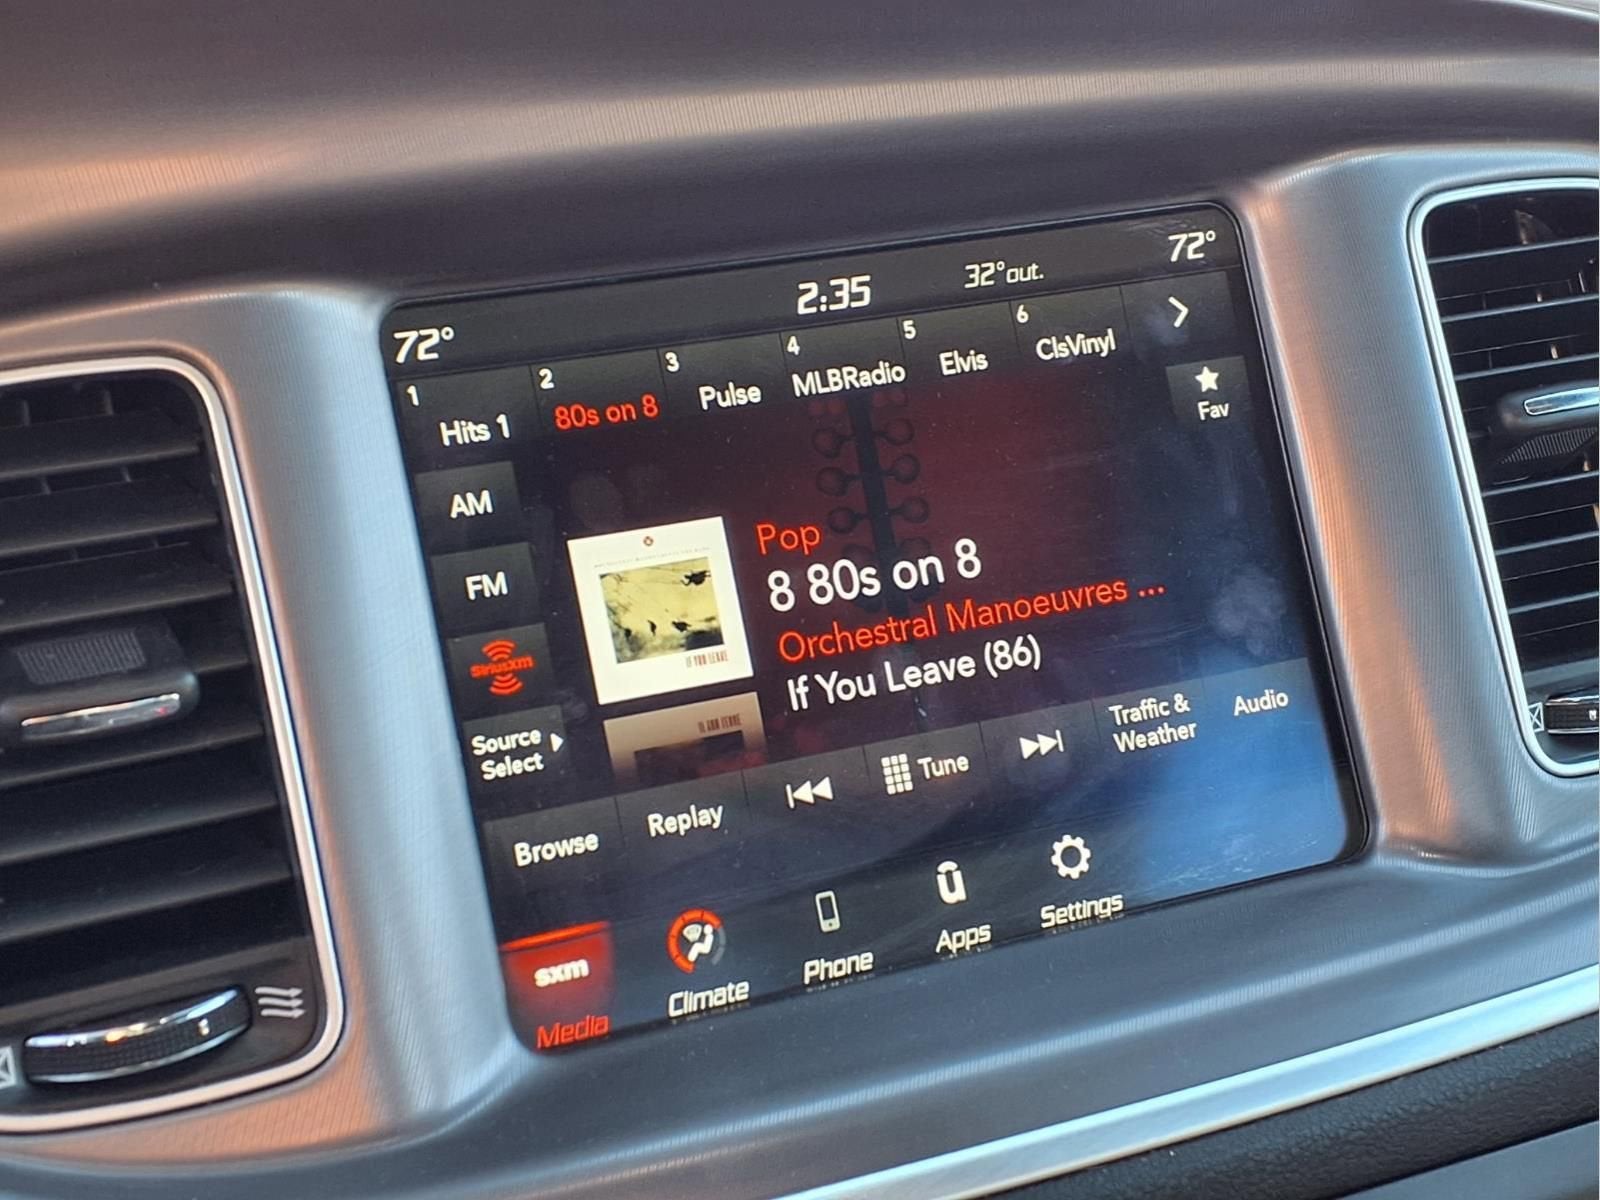 72°
2:35
32° out.
72°
1
Hits 1
2
80s on 8
3
Pulse
4
MLBRadio
5
Elvis
6
ClsVinyl
Fav
AM
FM
SiriusXM
Source
Select
IF YOU LEAVE
Pop
8 80s on 8
Orchestral Manoeuvres ...
If You Leave (86)
Browse
Replay
Tune
Traffic &
Weather
Audio
sxm
Media
Climate
Phone
Apps
Settings